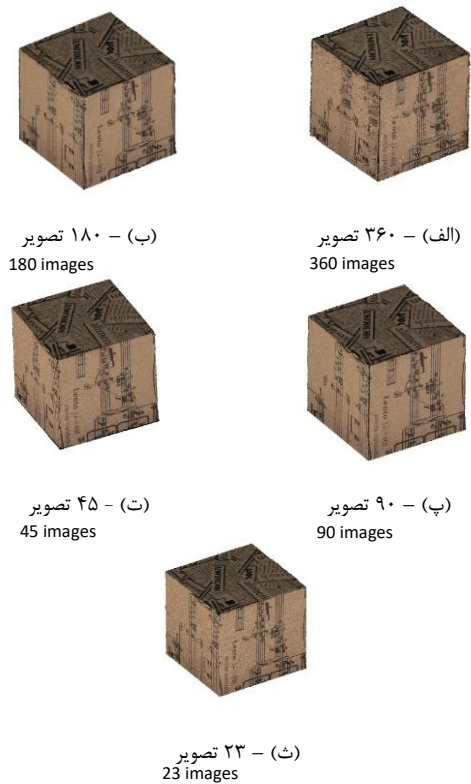 (الف) – ۳۶۰ تصویر
360 images
(ب) – ۱۸۰ تصویر
180 images
(پ) – ۹۰ تصویر
90 images
(ت) - ۴۵ تصویر
45 images
(ث) – ۲۳ تصویر
23 images